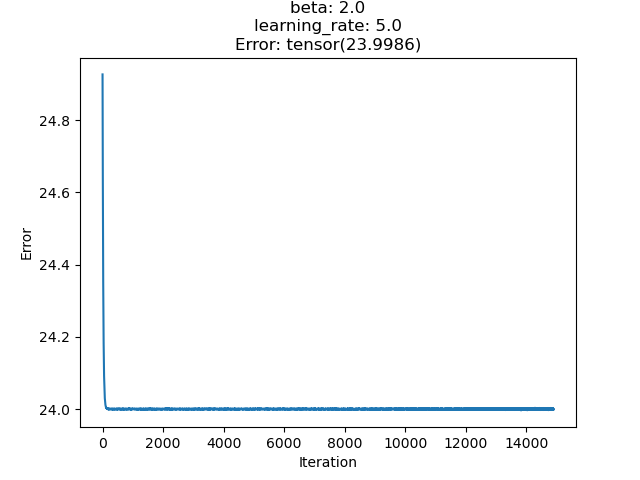 beta: 2.0
learning_rate: 5.0
Error: tensor(23.9986)
24.8
24.6
24.4
24.2
24.0
Error
0 2000 4000 6000 8000 10000 12000 14000
Iteration